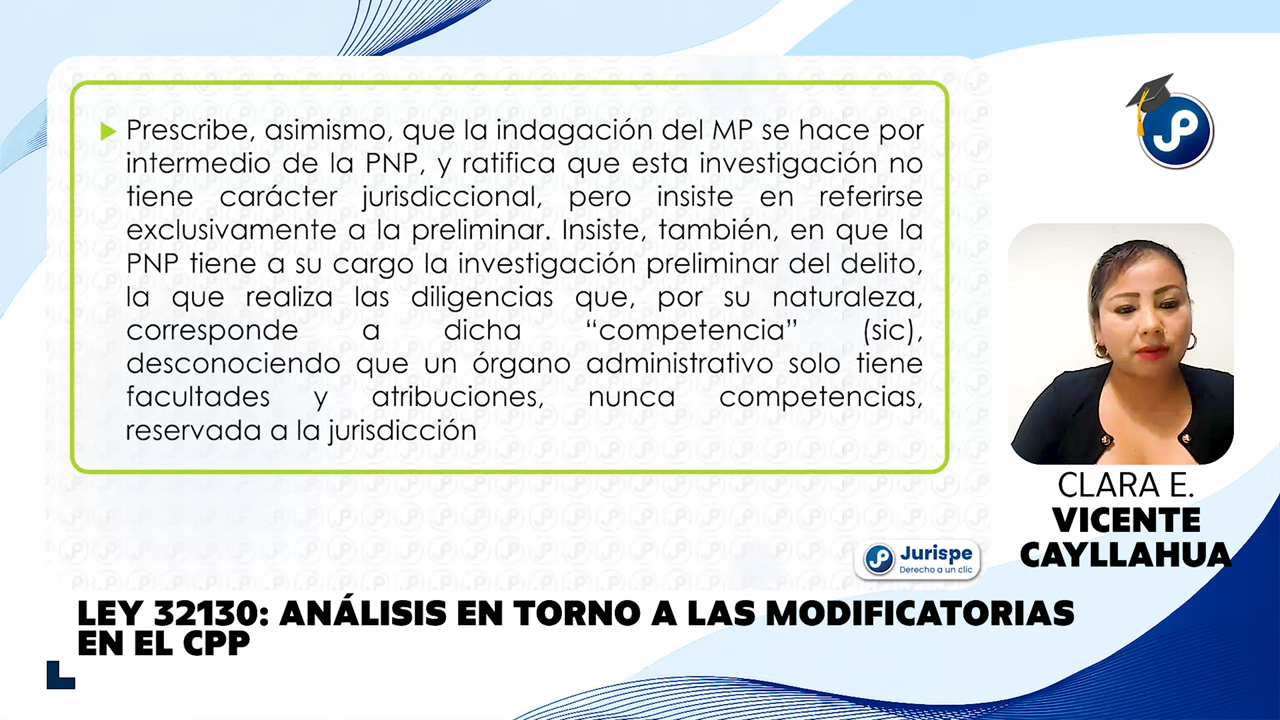 Prescribe, asimismo, que la indagación del MP se hace por
intermedio de la PNP, y ratifica que esta investigación no
tiene carácter jurisdiccional, pero insiste en referirse
exclusivamente a la preliminar. Insiste, también, en que la
PNP tiene a su cargo la investigación preliminar del delito,
la que realiza las diligencias que, por su naturaleza,
corresponde a dicha “competencia” (sic),
desconociendo que un órgano administrativo solo tiene
facultades y atribuciones, nunca competencias,
reservada a la jurisdicción
JP
CLARA E.
VICENTE
CAYLLAHUA
Jurispe
Derecho a un clic
LEY 32130: ANÁLISIS EN TORNO A LAS MODIFICATORIAS
EN EL CPP